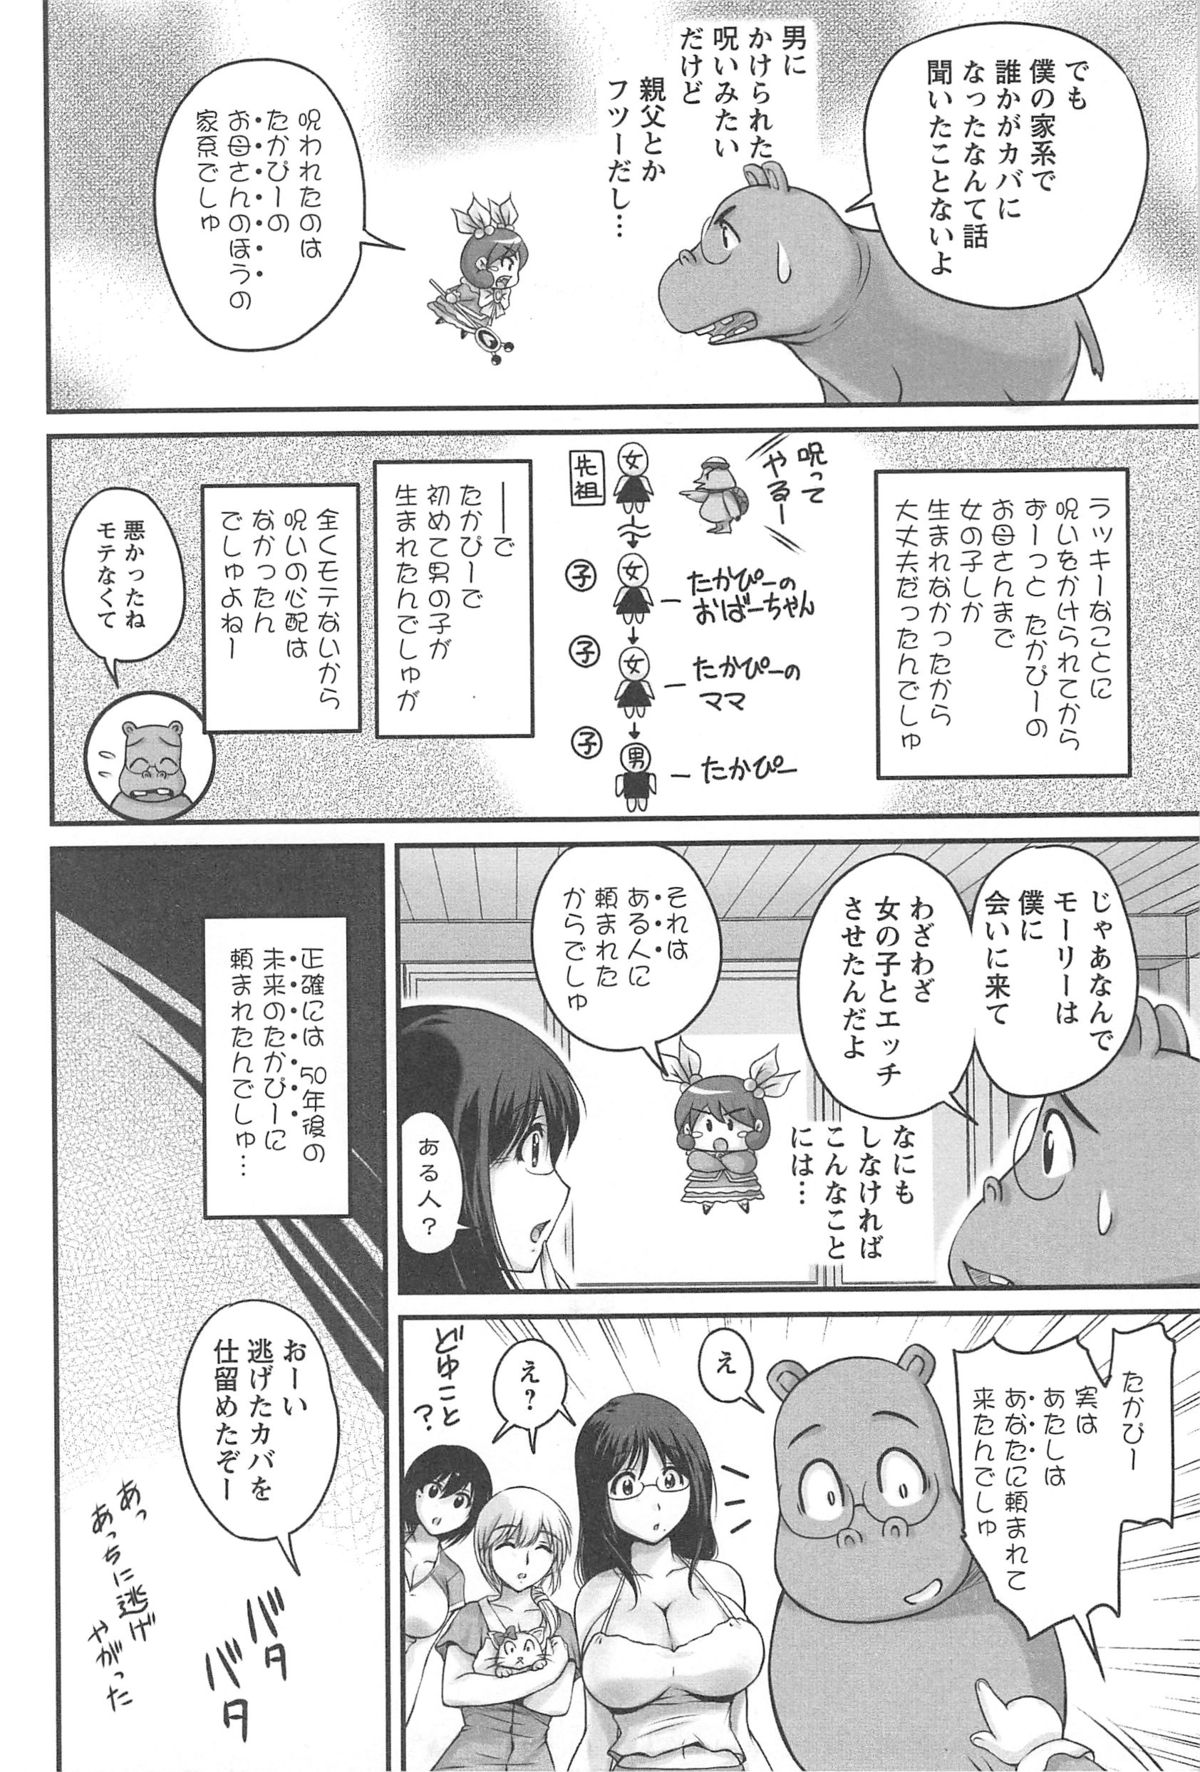 でも
僕の家系で
誰かがカバに
なったなんて話
聞いたことないよ
男に
かけられた
呪いみたい
だけど
親父とか
フツーだし…
呪われたのは
たかぴーの
お母さんのほうの
家系でしゅ
ラッキーなことに
呪いをかけられてから
ずーっと たかぴーの
お母さんまで
女の子しか
生まれなかったから
大丈夫だったんでしゅ
呪って
やるー
先祖
女
子
女
たかぴーの
おばーちゃん
子
女
たかぴーの
ママ
子
男
たかぴー
――で
たかぴーで
初めて男の子が
生まれたんでしゅが
全くモテないから
呪いの心配は
なかったん
でしゅよねー
悪かったね
モテなくて
じゃあなんで
モーリーは
僕に
会いに来て
わざわざ
女の子とエッチ
させたんだよ
なにも
しなければ
こんなこと
には…
それは
ある人に
頼まれた
からでしゅ
ある人?
たかぴー
実は
あたしは
あなたに頼まれて
来たんでしゅ
え
え?
どゆこと
?
正確には50年後の
未来のたかぴーに
頼まれたんでしゅ…
おーい
逃げたカバを
仕留めたぞー
バタ
バタ
あっ
あっちに逃げ
やがった